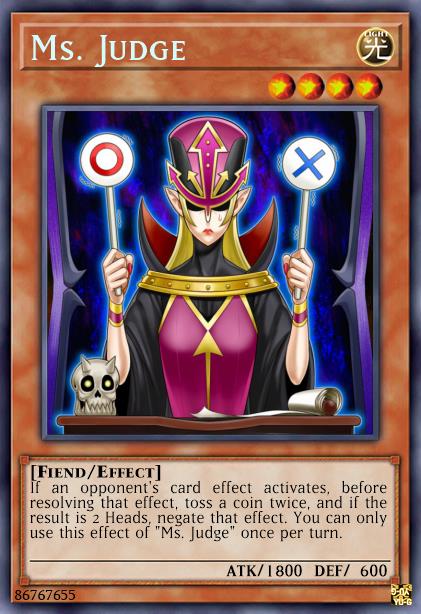 Ms. Judge
LIGHT
光
[Fiend/Effect]
If an opponent's card effect activates, before
resolving that effect, toss a coin twice, and if the
result is 2 Heads, negate that effect. You can only
use this effect of "Ms. Judge" once per turn.
ATK/1800 DEF/ 600
86767655